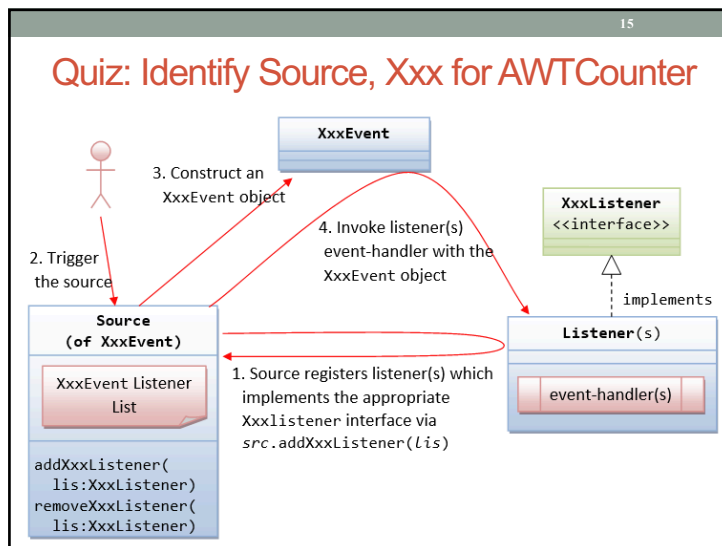 15
Quiz: Identify Source, Xxx for AWTCounter
XxxEvent
3. Construct an
XxxEvent object
XxxListener
<<interface>>
4. Invoke listener(s)
event-handler with the
XxxEvent object
2. Trigger
the source
implements
Source
(of XxxEvent)
Listener(s)
XxxEvent Listener
List
1. Source registers listener(s) which
implements the appropriate
Xxxlistener interface via
src.addXxxListener(lis)
event-handler(s)
addXxxListener(
lis:XxxListener)
removeXxxListener(
lis:XxxListener)